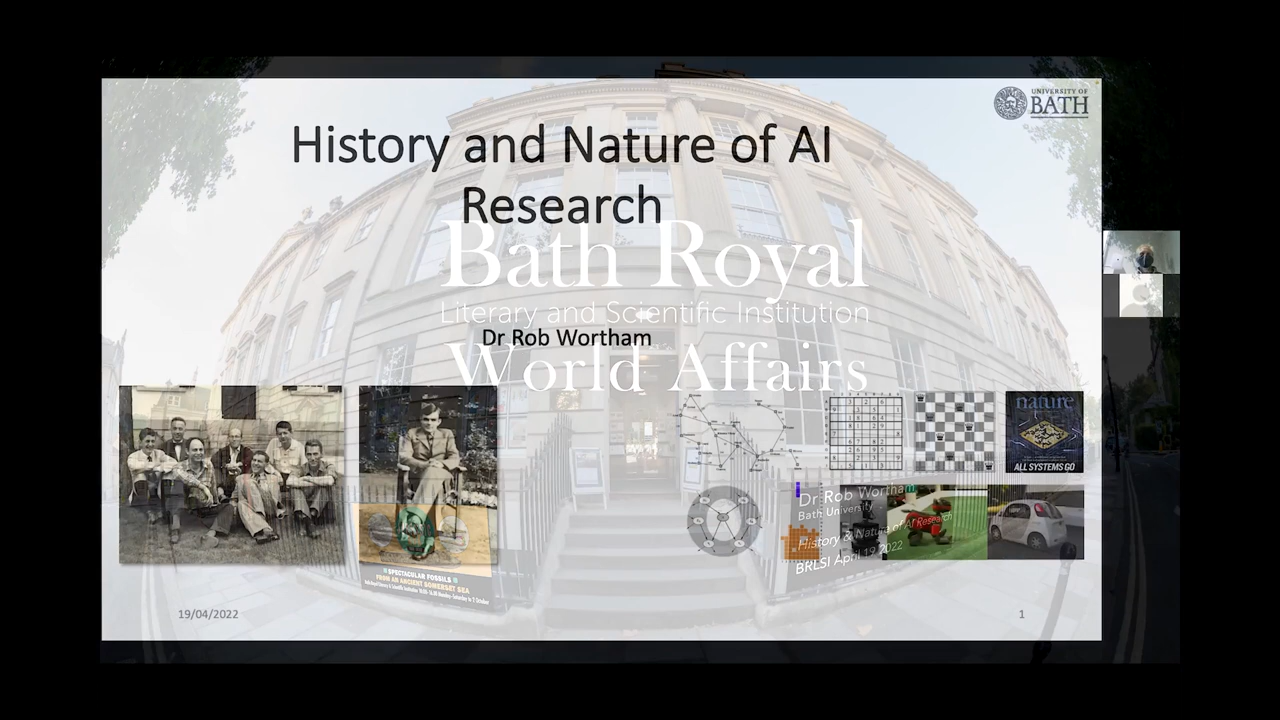 UNIVERSITY OF
BATH
History and Nature of AI
Research
Bath Royal
Literary and Scientific Institution
Dr Rob Wortham
World Affairs
nature
ALL SYSTEMS GO
Dr Rob Wortham
Bath University
History & Nature of AI Research
BRLSI April 19 2022
SPECTACULAR FOSSILS
FROM AN ANCIENT SOMERSET SEA
19/04/2022
1